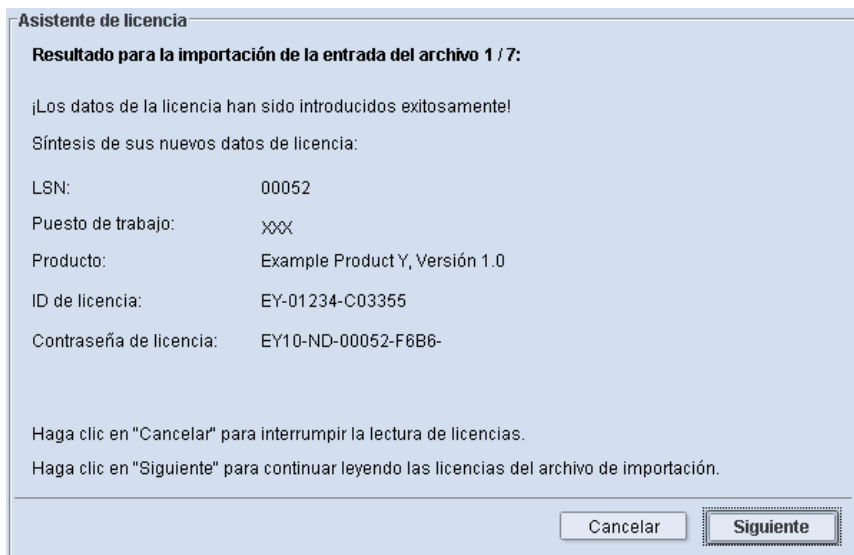 Asistente de licencia
Resultado para la importación de la entrada del archivo 1 / 7:
¡Los datos de la licencia han sido introducidos exitosamente!
Síntesis de sus nuevos datos de licencia:
LSN: 00052
Puesto de trabajo: XXX
Producto: Example Product Y, Versión 1.0
ID de licencia: EY-01234-C03355
Contraseña de licencia: EY10-ND-00052-F6B6-
Haga clic en "Cancelar" para interrumpir la lectura de licencias.
Haga clic en "Siguiente" para continuar leyendo las licencias del archivo de importación.
Cancelar Siguiente